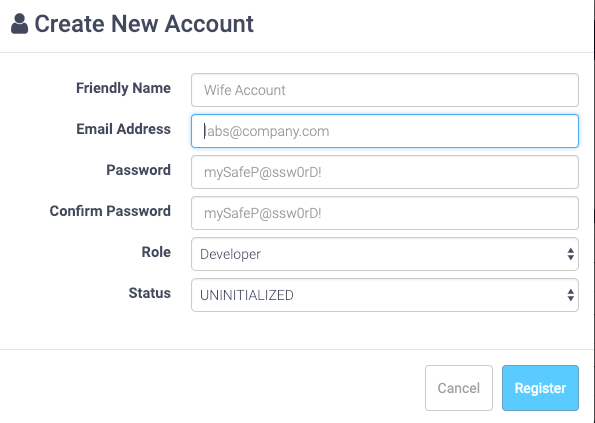 Create New Account
Friendly Name Wife Account
Email Address labs@company.com
Password mySafeP@ssw0rD!
Confirm Password mySafeP@ssw0rD!
Role Developer
Status UNINITIALIZED
Cancel Register